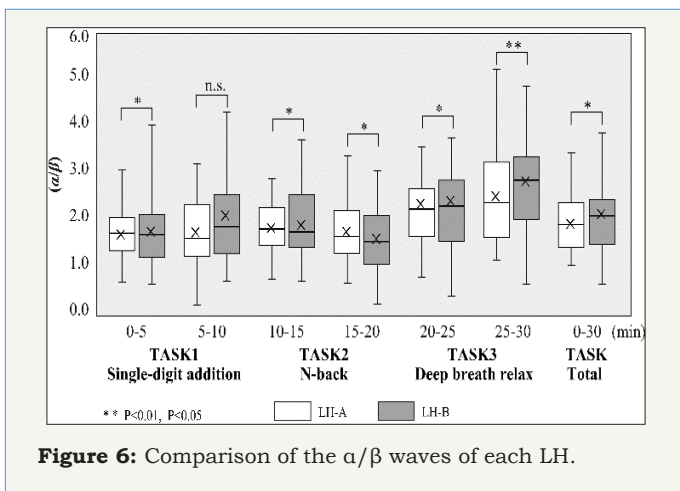 6.0
5.0
4.0
3.0
2.0
1.0
0.0
(α/β)
* n.s. * * * ** *
0-5 5-10 10-15 15-20 20-25 25-30 0-30 (min)
TASK1 TASK2 TASK3 TASK
Single-digit addition N-back Deep breath relax Total
* * P<0.01, P<0.05 LH-A LH-B
Figure 6: Comparison of the α/β waves of each LH.